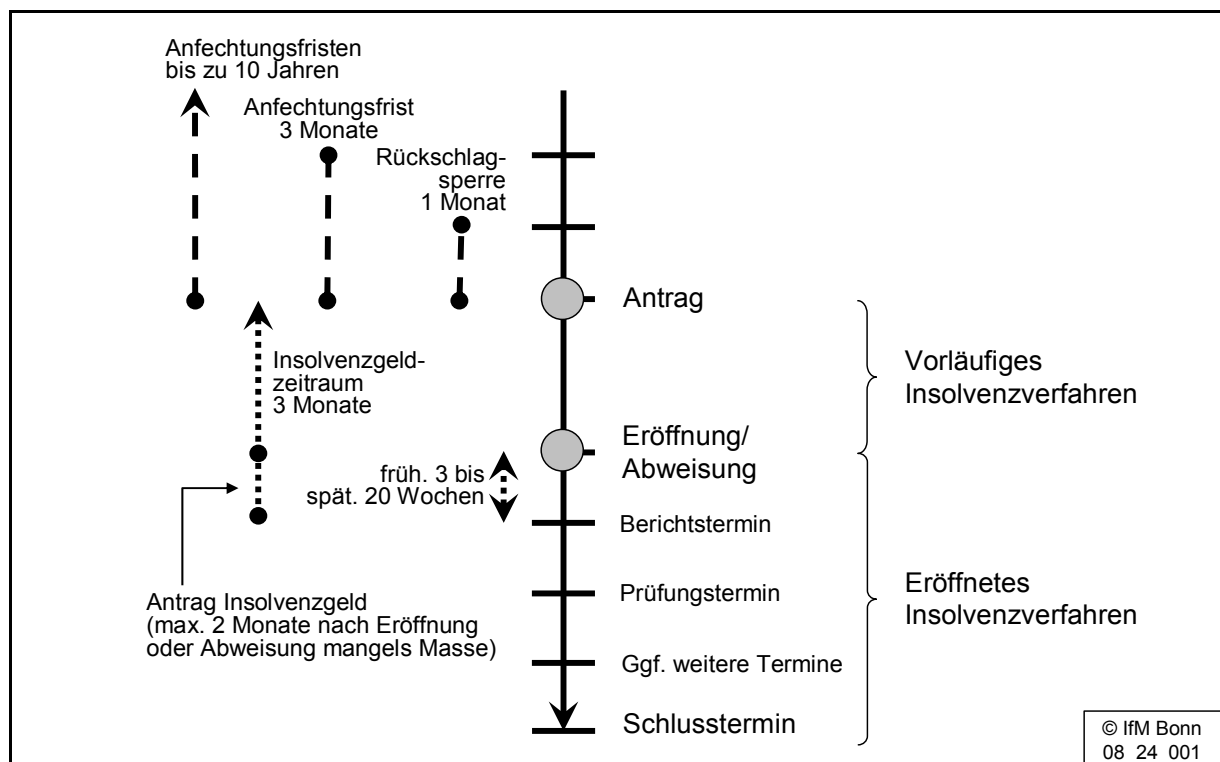 Anfechtungsfristen
bis zu 10 Jahren
Anfechtungsfrist
3 Monate
Rückschlag-
sperre
1 Monat
Antrag
Insolvenzgeld-
zeitraum
3 Monate
Vorläufiges
Insolvenzverfahren
Eröffnung/
Abweisung
früh. 3 bis
spät. 20 Wochen
Berichtstermin
Prüfungstermin
Antrag Insolvenzgeld
(max. 2 Monate nach Eröffnung
oder Abweisung mangels Masse)
Eröffnetes
Insolvenzverfahren
Ggf. weitere Termine
Schlusstermin
© IfM Bonn
08 24 001